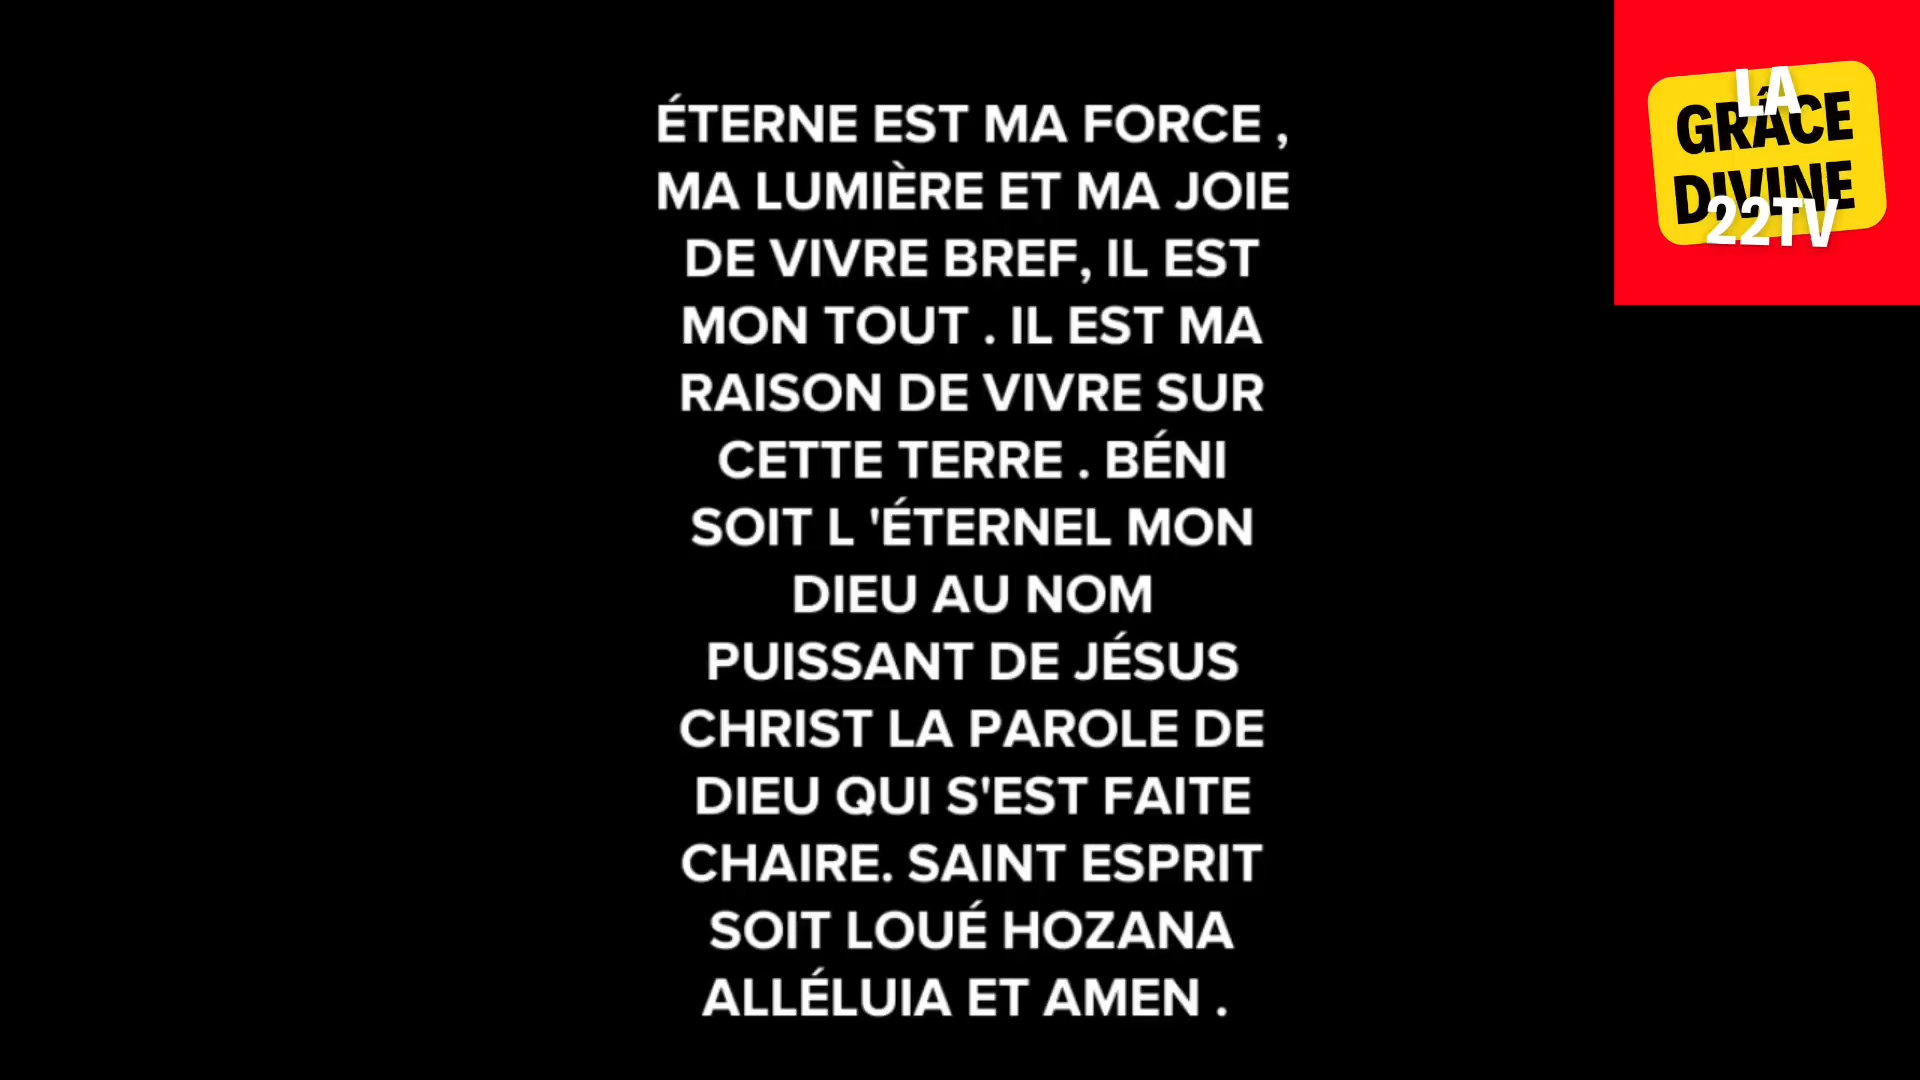 ÉTERNE EST MA FORCE ,
MA LUMIÈRE ET MA JOIE
DE VIVRE BREF, IL EST
MON TOUT . IL EST MA
RAISON DE VIVRE SUR
CETTE TERRE . BÉNI
SOIT L 'ÉTERNEL MON
DIEU AU NOM
PUISSANT DE JÉSUS
CHRIST LA PAROLE DE
DIEU QUI S'EST FAITE
CHAIRE. SAINT ESPRIT
SOIT LOUÉ HOZANA
ALLÉLUIA ET AMEN .
LA
GRÂCE
DIVINE
22TV